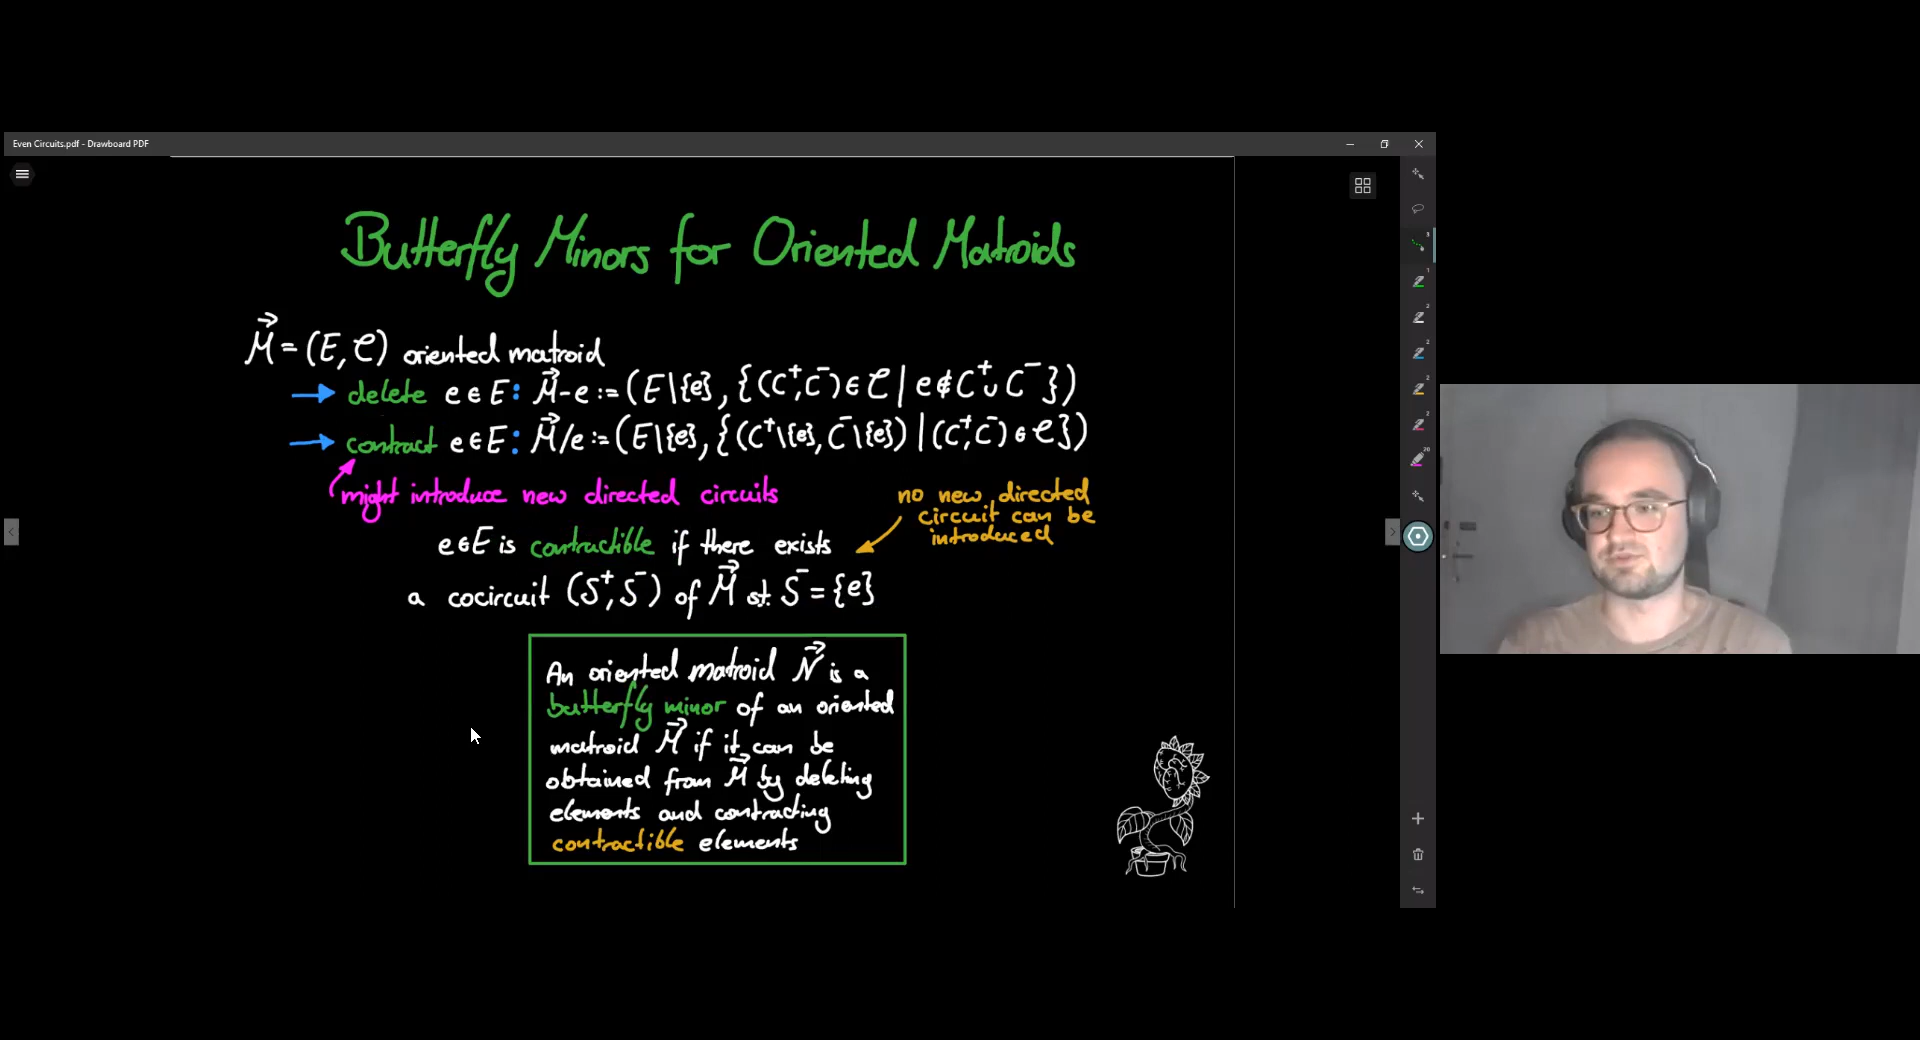 Even Circuits.pdf - Drawboard PDF
Butterfly Minors for Oriented Matroids
M⃗ = (E, 𝒞) oriented matroid
→ delete e ∈ E : M⃗ - e := (E\{e}, {(C⁺, C⁻) ∈ 𝒞 | e ∉ C⁺ ∪ C⁻})
→ contract e ∈ E : M⃗/e := (E\{e}, {(C⁺\{e}, C⁻\{e}) | (C⁺, C⁻) ∈ 𝒞})
might introduce new directed circuits
no new directed
circuit can be
introduced
e ∈ E is contractible if there exists
a cocircuit (S⁺, S⁻) of M⃗ st. S⁻ = {e}
An oriented matroid N⃗ is a
butterfly minor of an oriented
matroid M⃗ if it can be
obtained from M⃗ by deleting
elements and contracting
contractible elements